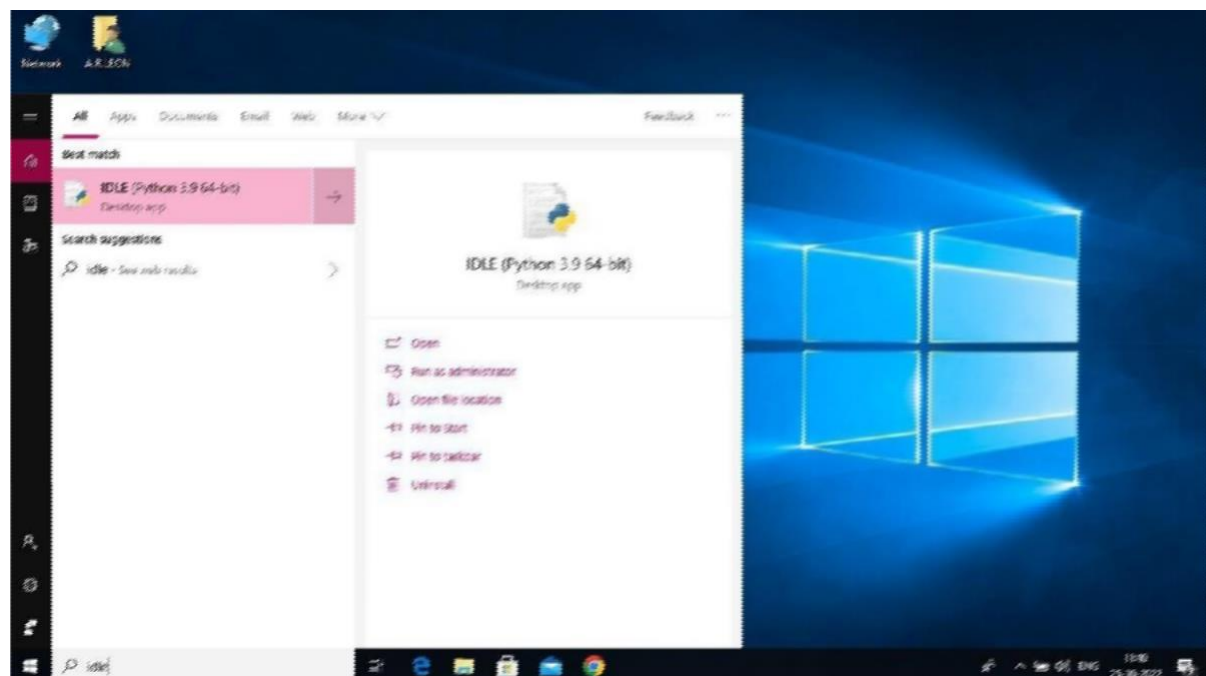 Network A.R.LEON
All Apps Documents Email Web More Feedback ...
Best match
IDLE (Python 3.9 64-bit)
Desktop app
Search suggestions
idle - See web results
IDLE (Python 3.9 64-bit)
Desktop app
Open
Run as administrator
Open file location
Pin to Start
Pin to taskbar
Uninstall
idle
ENG